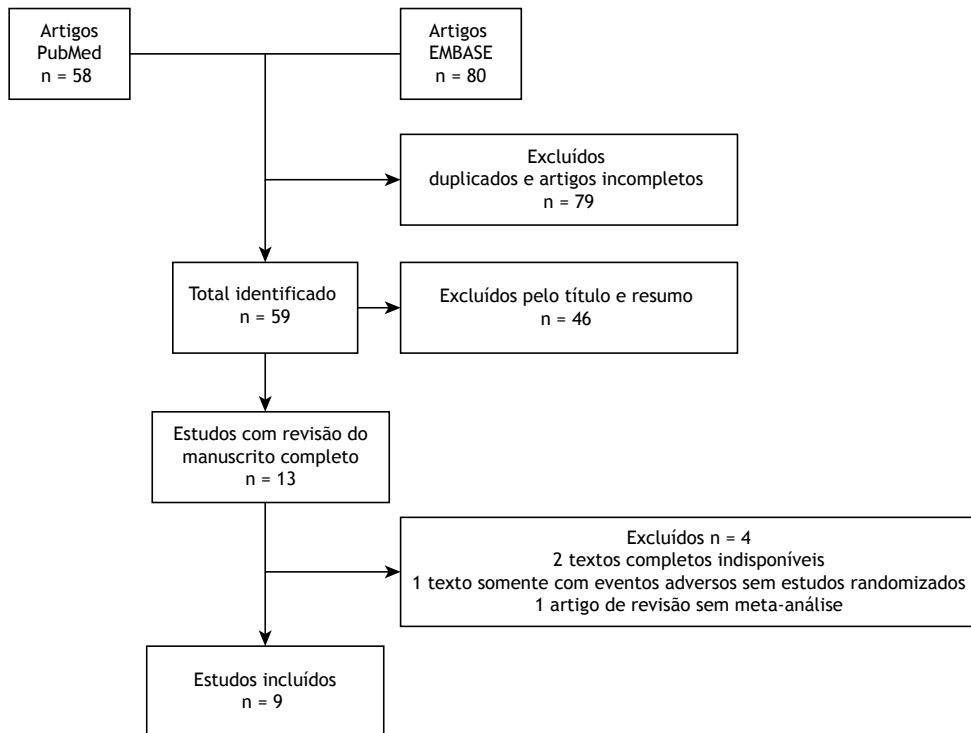 Artigos
PubMed
n = 58
Artigos
EMBASE
n = 80
Excluídos
duplicados e artigos incompletos
n = 79
Total identificado
n = 59
Excluídos pelo título e resumo
n = 46
Estudos com revisão do
manuscrito completo
n = 13
Excluídos n = 4
2 textos completos indisponíveis
1 texto somente com eventos adversos sem estudos randomizados
1 artigo de revisão sem meta-análise
Estudos incluídos
n = 9